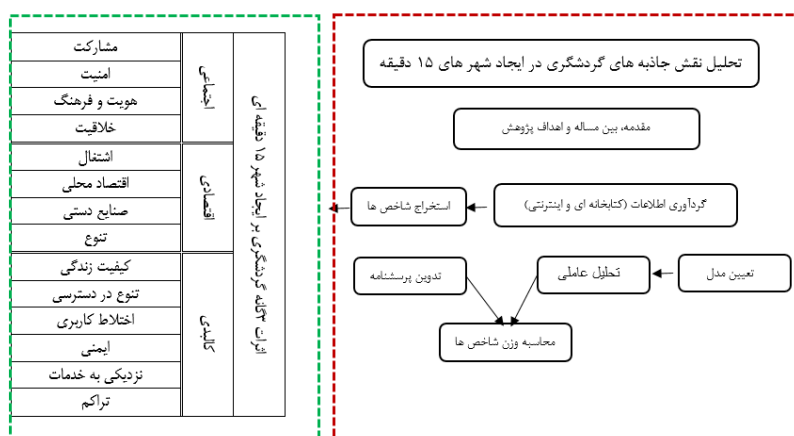 تحلیل نقش جاذبه های گردشگری در ایجاد شهر های ۱۵ دقیقه
مقدمه، بین مساله و اهداف پژوهش
گردآوری اطلاعات (کتابخانه ای و اینترنتی)
استخراج شاخص ها
تعیین مدل
تحلیل عاملی
تدوین پرسشنامه
محاسبه وزن شاخص ها
اثرات ۳گانه گردشگری بر ایجاد شهر ۱۵ دقیقه ای
اجتماعی
مشارکت
امنیت
هویت و فرهنگ
خلاقیت
اقتصادی
اشتغال
اقتصاد محلی
صنایع دستی
تنوع
کالبدی
کیفیت زندگی
تنوع در دسترسی
اختلاط کاربری
ایمنی
نزدیکی به خدمات
تراکم